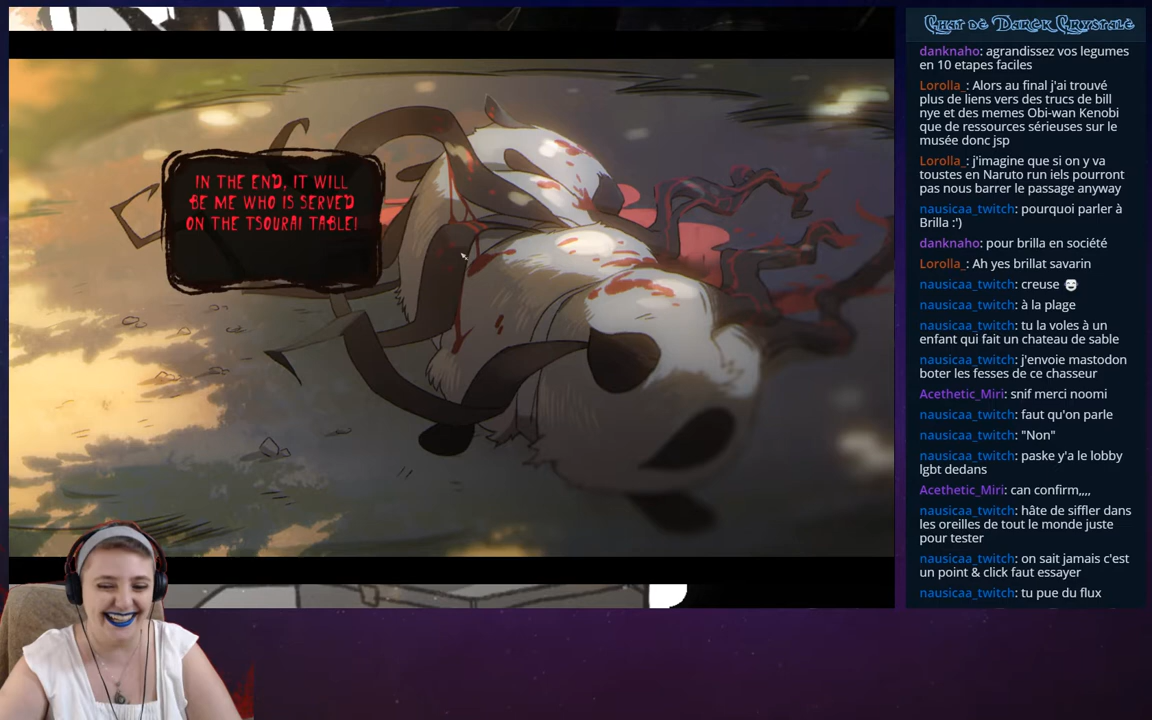 IN THE END, IT WILL
BE ME WHO IS SERVED
ON THE TSOURAI TABLE!
Chat de Darck Crystale
danknaho: agrandissez vos legumes
en 10 etapes faciles
Lorolla_: Alors au final j'ai trouvé
plus de liens vers des trucs de bill
nye et des memes Obi-wan Kenobi
que de ressources sérieuses sur le
musée donc jsp
Lorolla_: j'imagine que si on y va
toustes en Naruto run iels pourront
pas nous barrer le passage anyway
nausicaa_twitch: pourquoi parler à
Brilla :')
danknaho: pour brilla en société
Lorolla_: Ah yes brillat savarin
nausicaa_twitch: creuse
nausicaa_twitch: à la plage
nausicaa_twitch: tu la voles à un
enfant qui fait un chateau de sable
nausicaa_twitch: j'envoie mastodon
boter les fesses de ce chasseur
Acethetic_Miri: snif merci noomi
nausicaa_twitch: faut qu'on parle
nausicaa_twitch: "Non"
nausicaa_twitch: paske y'a le lobby
lgbt dedans
Acethetic_Miri: can confirm,,,,
nausicaa_twitch: hâte de siffler dans
les oreilles de tout le monde juste
pour tester
nausicaa_twitch: on sait jamais c'est
un point & click faut essayer
nausicaa_twitch: tu pue du flux